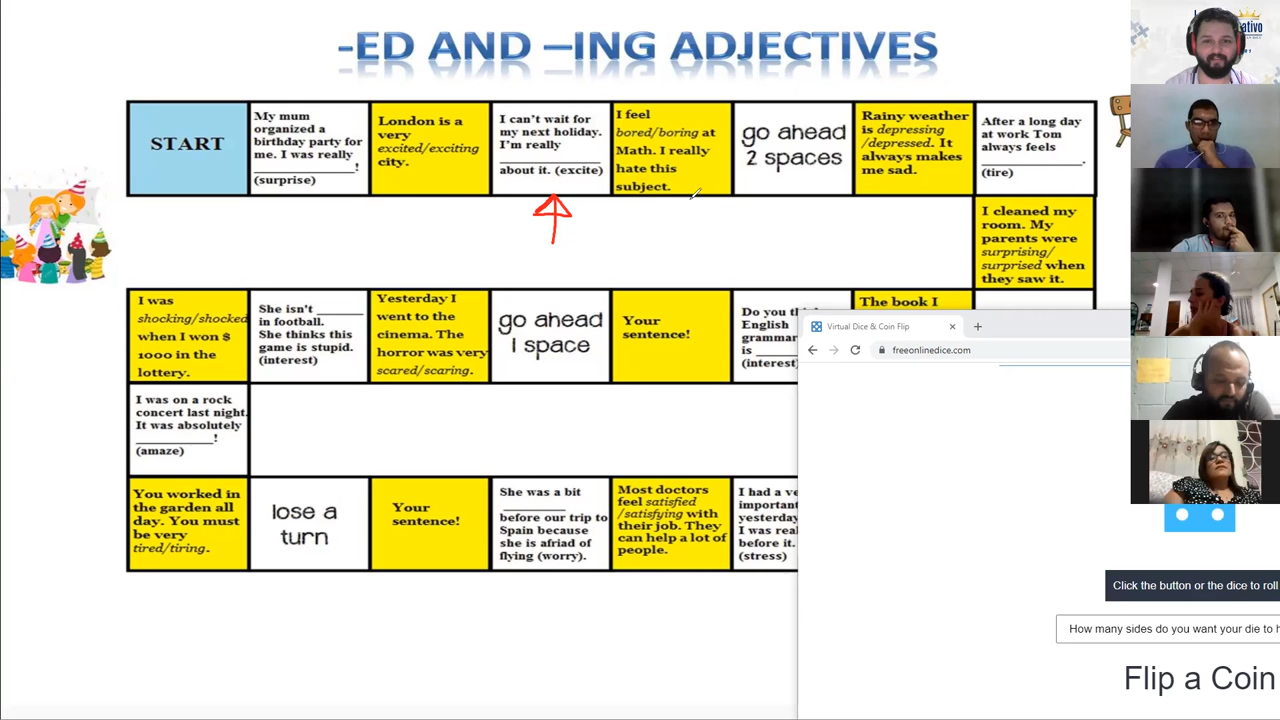 -ED AND –ING ADJECTIVES
ativo
START
My mum
organized a
birthday party for
me. I was really
______________!
(surprise)
London is a
very
excited/exciting
city.
I can't wait for
my next holiday.
I'm really
______________
about it. (excite)
I feel
bored/boring at
Math. I really
hate this
subject.
go ahead
2 spaces
Rainy weather
is depressing
/depressed. It
always makes
me sad.
After a long day
at work Tom
always feels
______________.
(tire)
I cleaned my
room. My
parents were
surprising/
surprised when
they saw it.
I was
shocking/shocked
when I won $
1000 in the
lottery.
She isn't _______
in football.
She thinks this
game is stupid.
(interest)
Yesterday I
went to the
cinema. The
horror was very
scared/scaring.
go ahead
1 space
Your
sentence!
Do you
English
grammar
is ________
(interest)
The book I
I was on a rock
concert last night.
It was absolutely
___________!
(amaze)
You worked in
the garden all
day. You must
be very
tired/tiring.
lose a
turn
Your
sentence!
She was a bit
_________
before our trip to
Spain because
she is afriad of
flying (worry).
Most doctors
feel satisfied
/satisfying with
their job. They
can help a lot of
people.
I had a
important
yesterday
I was
before it.
(stress)
Virtual Dice & Coin Flip
freeonlinedice.com
Click the button or the dice to roll
How many sides do you want your die to
Flip a Coin